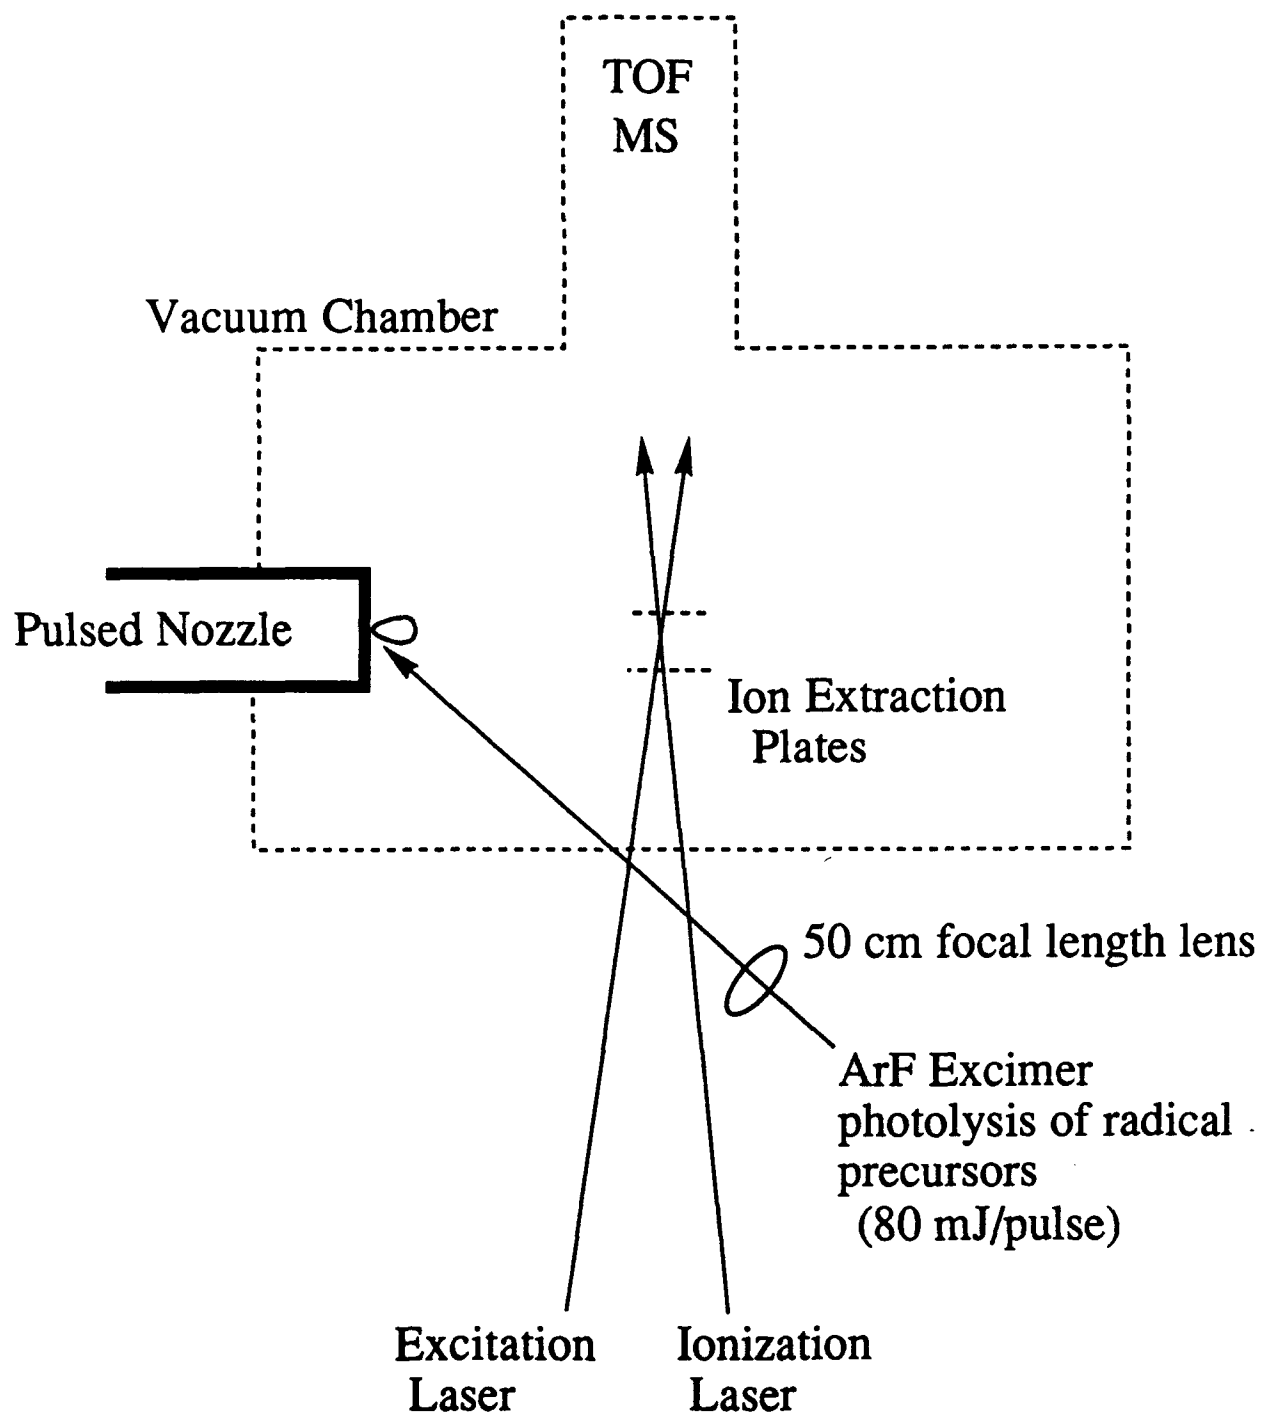 TOF
MS
Vacuum Chamber
Pulsed Nozzle
Ion Extraction
Plates
50 cm focal length lens
ArF Excimer
photolysis of radical
precursors
(80 mJ/pulse)
Excitation
Laser
Ionization
Laser